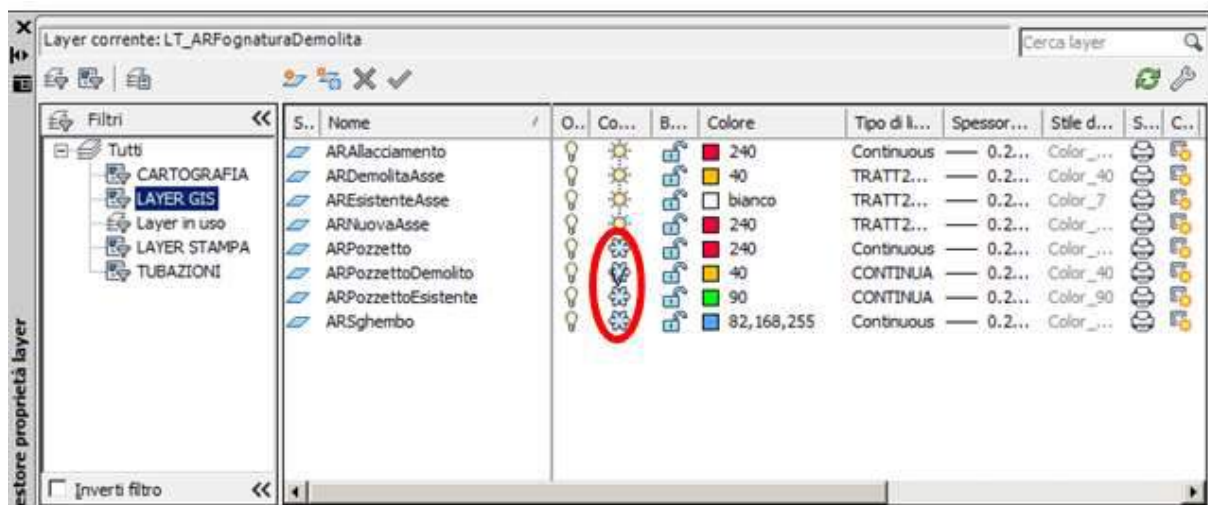 Layer corrente: LT_ARFognaturaDemolita
Cerca layer
Filtri
Tutti
CARTOGRAFIA
LAYER GIS
Layer in uso
LAYER STAMPA
TUBAZIONI
Inverti filtro
S.. Nome O.. Co... B... Colore Tipo di li... Spessor... Stile d... S... C..
ARAllacciamento 240 Continuous 0.2... Color_...
ARDemolitaAsse 40 TRATT2... 0.2... Color_40
AREsistenteAsse bianco TRATT2... 0.2... Color_7
ARNuovaAsse 240 TRATT2... 0.2... Color_...
ARPozzetto 240 Continuous 0.2... Color_...
ARPozzettoDemolito 40 CONTINUA 0.2... Color_40
ARPozzettoEsistente 90 CONTINUA 0.2... Color_90
ARSghembo 82,168,255 Continuous 0.2... Color_...
estore proprietà layer